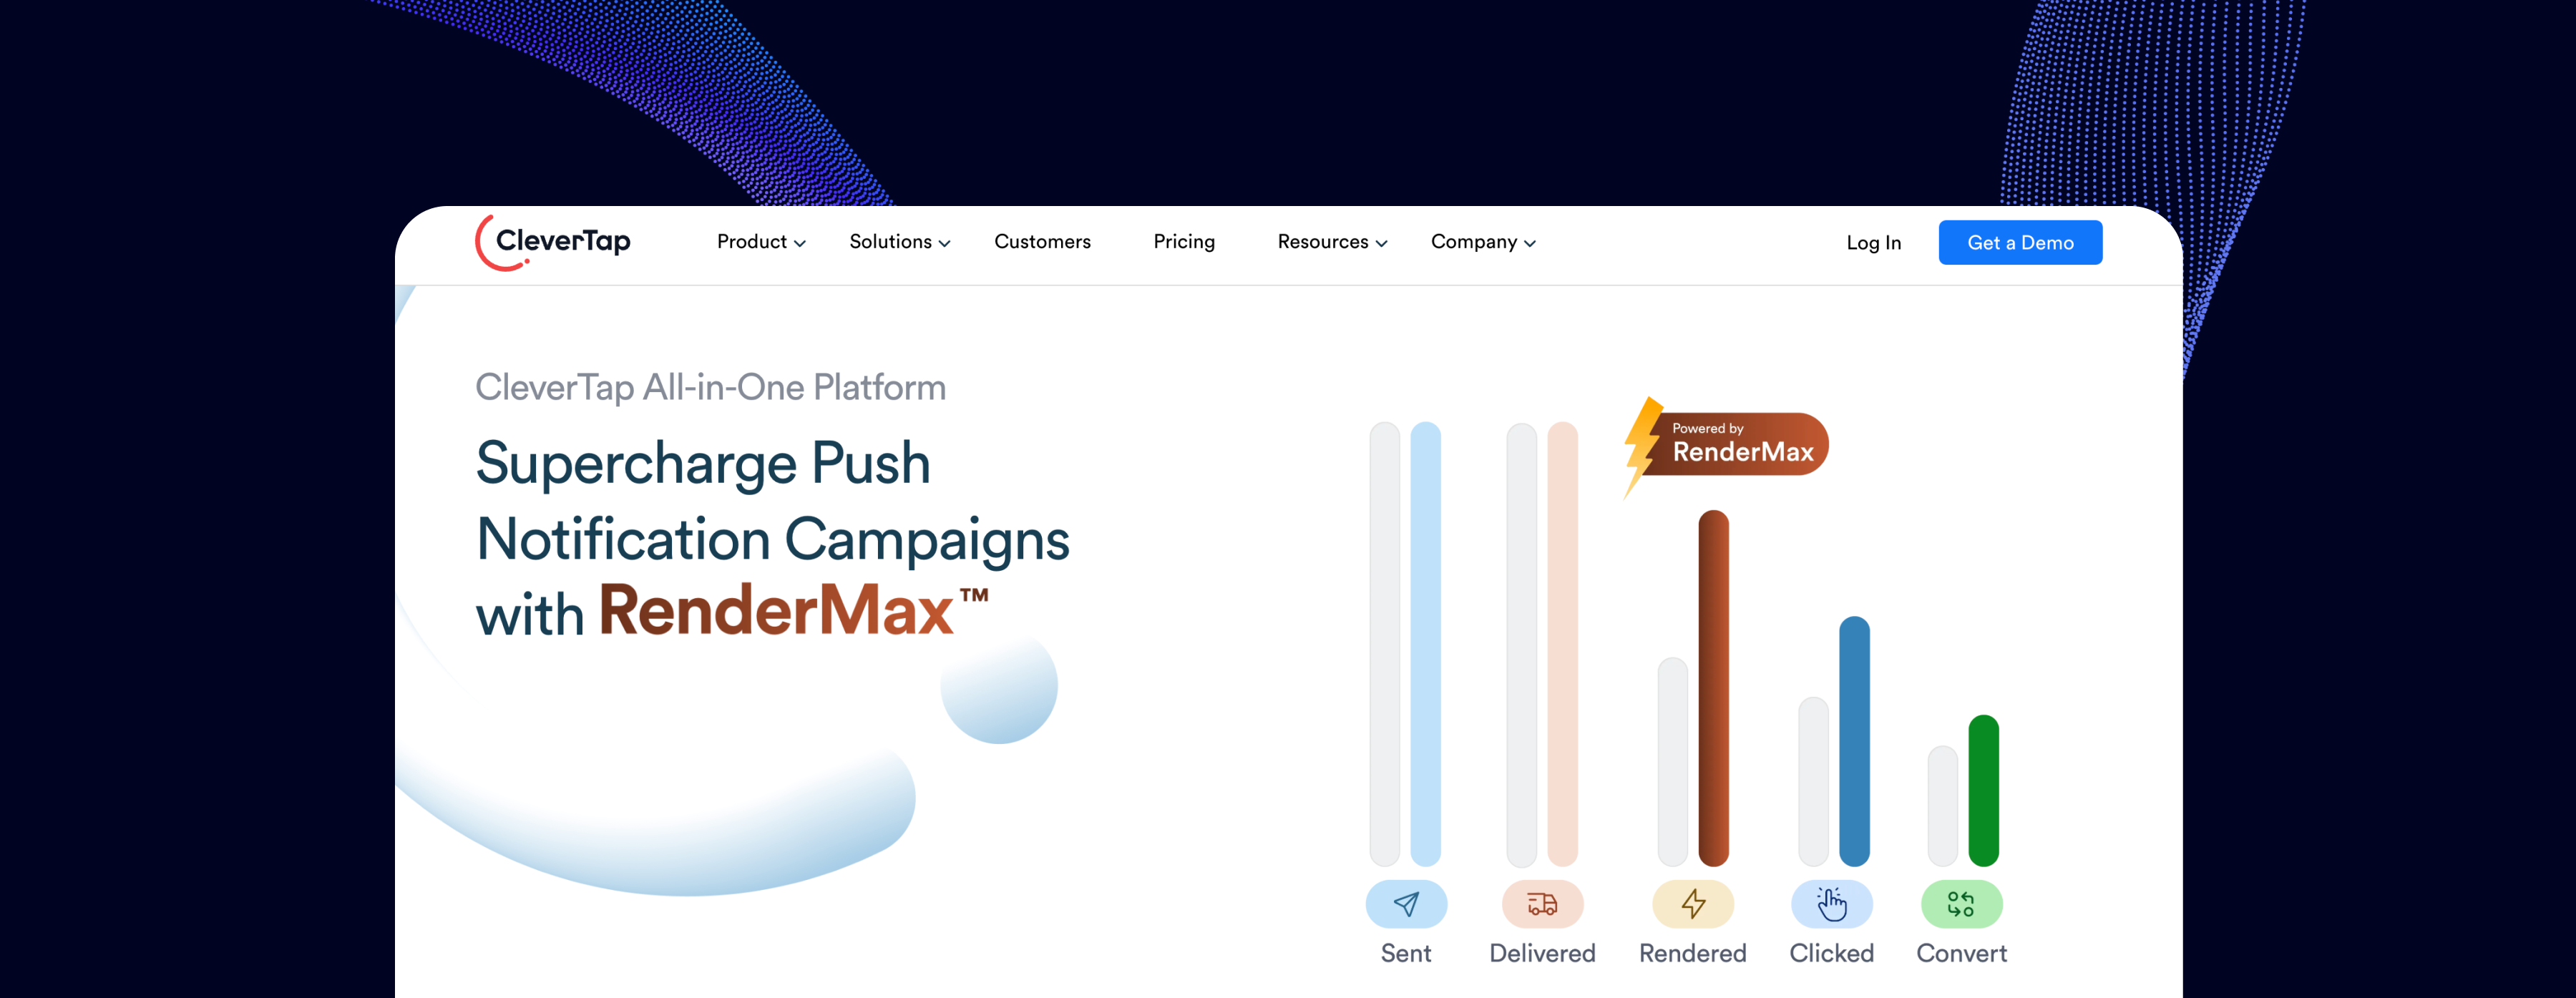 CleverTap
Product
Solutions
Customers
Pricing
Resources
Company
Log In
Get a Demo
CleverTap All-in-One Platform
Supercharge Push
Notification Campaigns
with RenderMax™
Powered by
RenderMax
Sent
Delivered
Rendered
Clicked
Convert